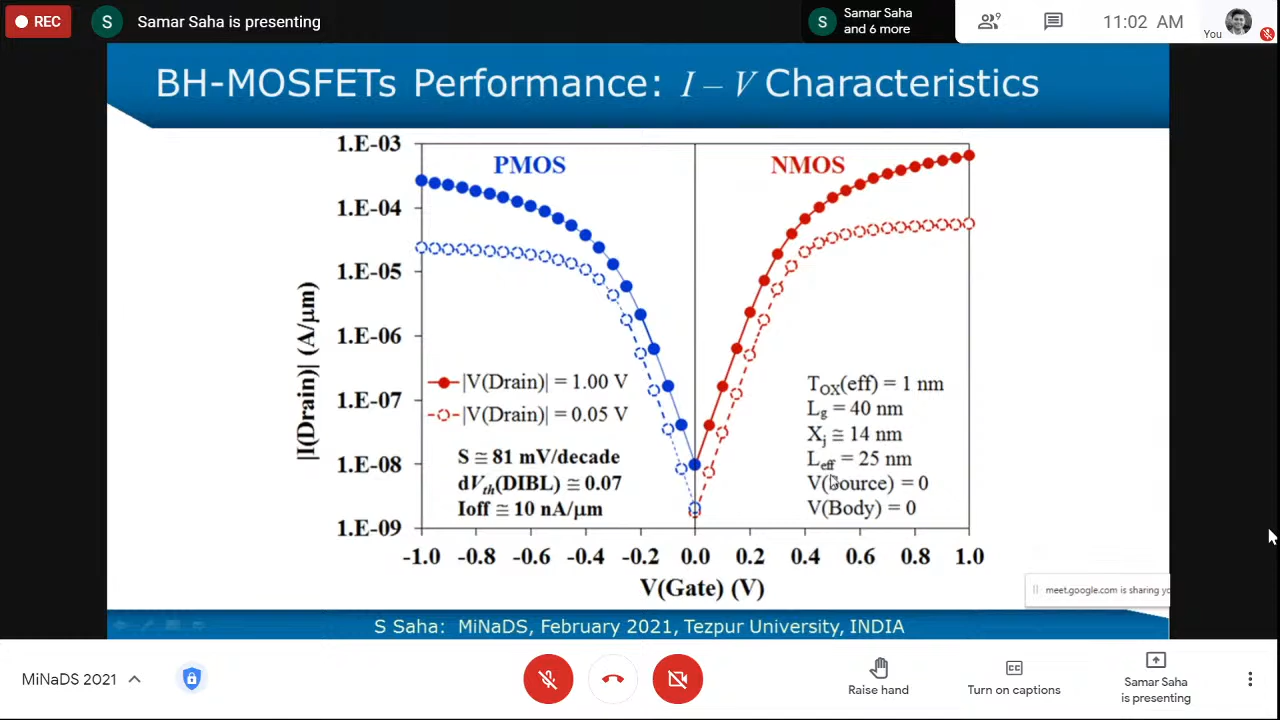 REC
S
Samar Saha is presenting
S
Samar Saha
and 6 more
9
11:02 AM
You
BH-MOSFETs Performance: I – V Characteristics
PMOS
NMOS
1.E-03
1.E-04
1.E-05
1.E-06
1.E-07
1.E-08
1.E-09
|I(Drain)| (A/μm)
|V(Drain)| = 1.00 V
|V(Drain)| = 0.05 V
S ≅ 81 mV/decade
dVth(DIBL) ≅ 0.07
Ioff ≅ 10 nA/μm
TOX(eff) = 1 nm
Lg = 40 nm
Xj ≅ 14 nm
Leff = 25 nm
V(Source) = 0
V(Body) = 0
-1.0 -0.8 -0.6 -0.4 -0.2 0.0 0.2 0.4 0.6 0.8 1.0
V(Gate) (V)
meet.google.com is sharing yo
S Saha: MiNaDS, February 2021, Tezpur University, INDIA
MiNaDS 2021
Raise hand
CC
Turn on captions
Samar Saha
is presenting